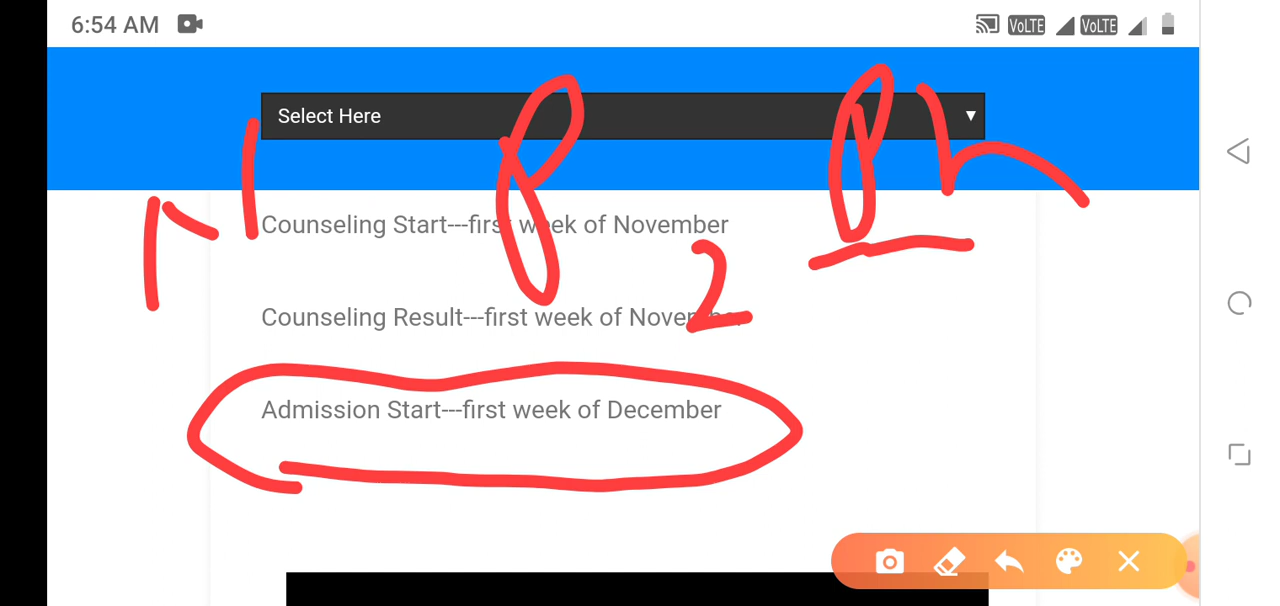 6:54 AM VoLTE VoLTE
Select Here
Counseling Start---first week of November
Counseling Result---first week of November
2
Admission Start---first week of December